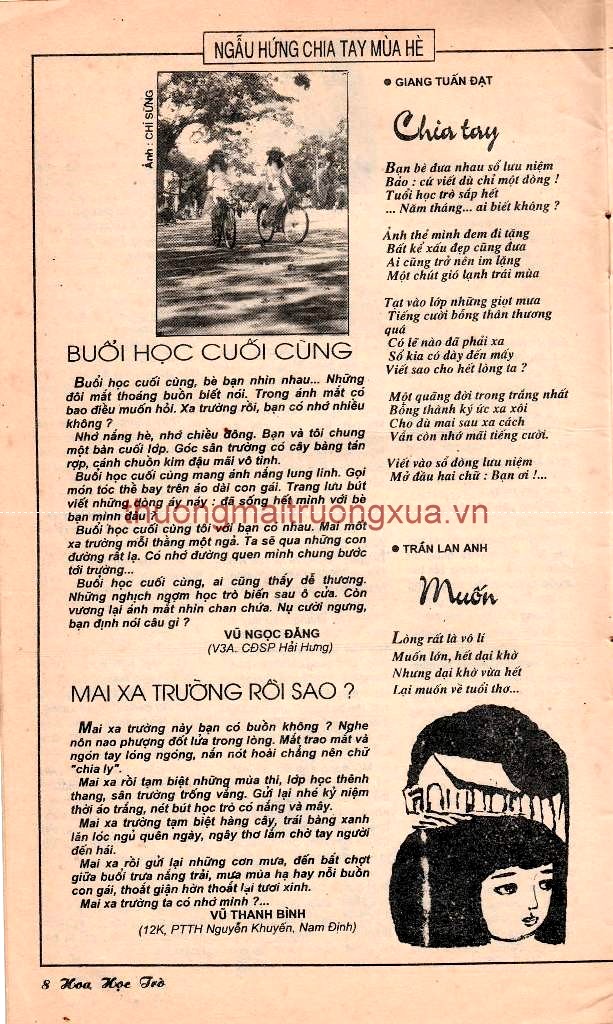 NGẪU HỨNG CHIA TAY MÙA HÈ
Ảnh : CHÍ SỬNG
BUỔI HỌC CUỐI CÙNG
Buổi học cuối cùng, bè bạn nhìn nhau... Những
đôi mắt thoáng buồn biết nói. Trong ánh mắt có
bao điều muốn hỏi. Xa trường rồi, bạn có nhớ nhiều
không ?
Nhớ nắng hè, nhớ chiều đông. Bạn và tôi chung
một bàn cuối lớp. Góc sân trường có cây bàng tán
rợp, cánh chuồn kim đậu mãi vô tình.
Buổi học cuối cùng mang ánh nắng lung linh. Gọi
món tóc thề bay trên áo dài con gái. Trang lưu bút
viết những dòng áy náy : đã sống hết mình với bè
bạn mình đâu !
Buổi học cuối cùng tôi với bạn có nhau. Mai mốt
xa trường mỗi thằng một ngả. Ta sẽ qua những con
đường rất lạ. Có nhớ đường quen mình chung bước
tới trường...
Buổi học cuối cùng, ai cũng thấy dễ thương.
Những nghịch ngợm học trò biến sau ô cửa. Còn
vương lại ánh mắt nhìn chan chứa. Nụ cười ngưng,
bạn định nói câu gì ?
VŨ NGỌC ĐĂNG
(V3A. CĐSP Hải Hưng)
MAI XA TRƯỜNG RỒI SAO ?
Mai xa trường này bạn có buồn không ? Nghe
nôn nao phượng đốt lửa trong lòng. Mắt trao mắt và
ngón tay lóng ngóng, nắn nót hoài chẳng nên chữ
"chia ly".
Mai xa rồi tạm biệt những mùa thi, lớp học thênh
thang, sân trường trống vắng. Gửi lại nhé kỷ niệm
thời áo trắng, nét bút học trò có nắng và mây.
Mai xa trường tạm biệt hàng cây, trái bàng xanh
lăn lóc ngủ quên ngày, ngây thơ lắm chờ tay người
đến hái.
Mai xa rồi gửi lại những cơn mưa, đến bất chợt
giữa buổi trưa nắng trải, mưa mùa hạ hay nỗi buồn
con gái, thoắt giận hờn thoắt lại tươi xinh.
Mai xa trường ta có nhớ mình ?...
VŨ THANH BÌNH
(12K, PTTH Nguyễn Khuyến, Nam Định)
● GIANG TUẤN ĐẠT
Chia tay
Bạn bè đưa nhau sổ lưu niệm
Bảo : cứ viết dù chỉ một dòng !
Tuổi học trò sắp hết
... Năm tháng... ai biết không ?
Ảnh thẻ mình đem đi tặng
Bất kể xấu đẹp cũng đưa
Ai cũng trở nên im lặng
Một chút gió lạnh trái mùa
Tạt vào lớp những giọt mưa
Tiếng cười bỗng thân thương
quá
Có lẽ nào đã phải xa
Sổ kia có dày đến mấy
Viết sao cho hết lòng ta ?
Một quãng đời trong trắng nhất
Bỗng thành ký ức xa xôi
Cho dù mai sau xa cách
Vẫn còn nhớ mãi tiếng cười.
Viết vào sổ dòng lưu niệm
Mở đầu hai chữ : Bạn ơi !...
● TRẦN LAN ANH
Muốn
Lòng rất là vô lí
Muốn lớn, hết dại khờ
Nhưng dại khờ vừa hết
Lại muốn về tuổi thơ...
thuongmaitruongxua.vn
8 Hoa Học Trò